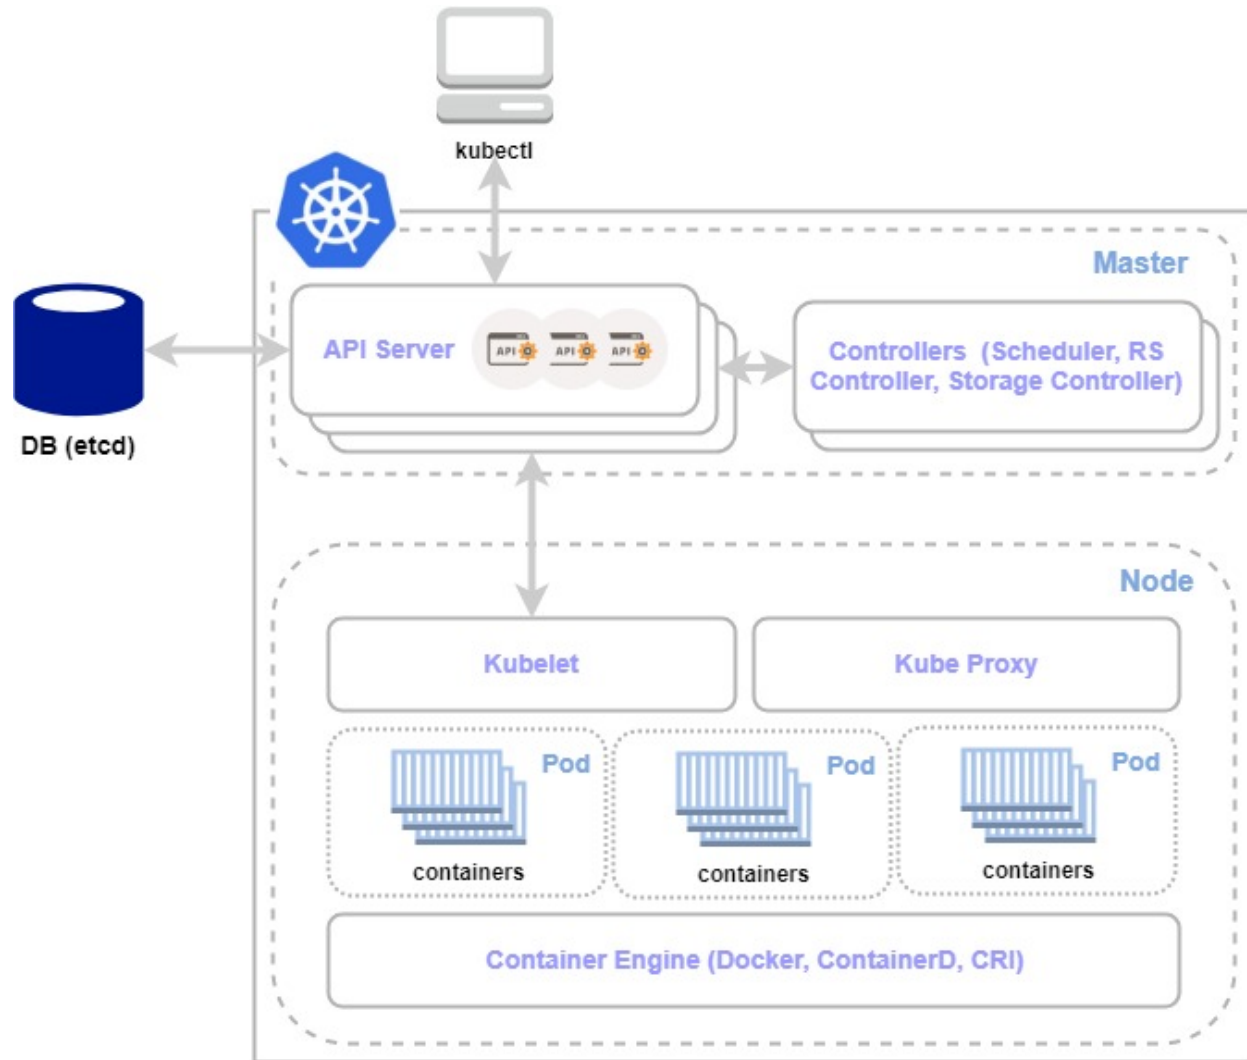 kubectl
Master
API Server
API
API
API
Controllers (Scheduler, RS
Controller, Storage Controller)
DB (etcd)
Node
Kubelet
Kube Proxy
Pod
containers
Pod
containers
Pod
containers
Container Engine (Docker, ContainerD, CRI)